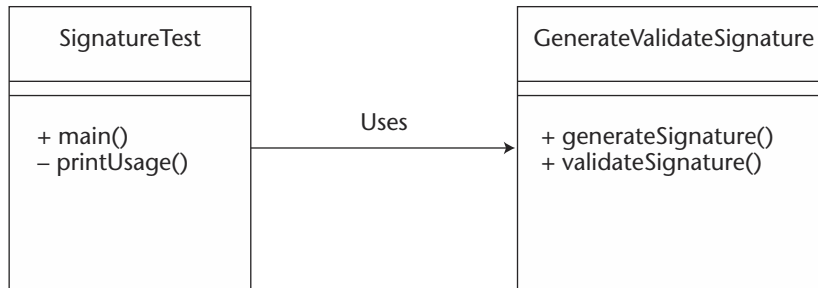 SignatureTest
+ main()
– printUsage()
Uses
GenerateValidateSignature
+ generateSignature()
+ validateSignature()